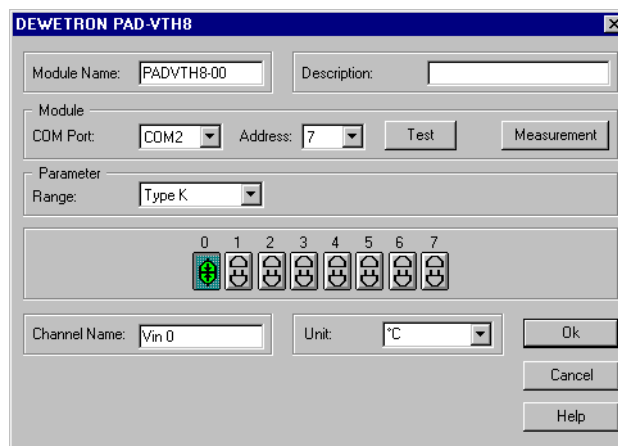 DEWETRON PAD-VTH8
Module Name: PADVTH8-00 Description:
Module
COM Port: COM2 Address: 7 Test Measurement
Parameter
Range: Type K
0 1 2 3 4 5 6 7
Channel Name: Vin 0 Unit: °C Ok
Cancel
Help